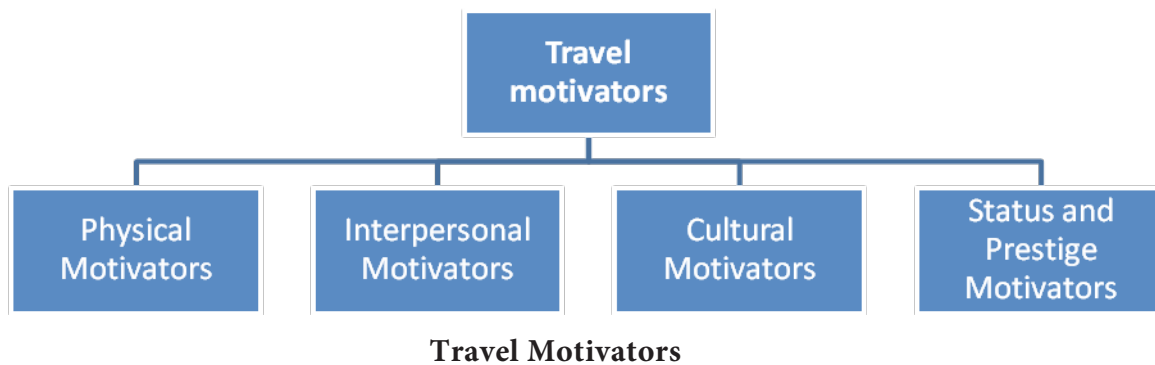 Travel
motivators
Physical
Motivators
Interpersonal
Motivators
Cultural
Motivators
Status and
Prestige
Motivators
Travel Motivators